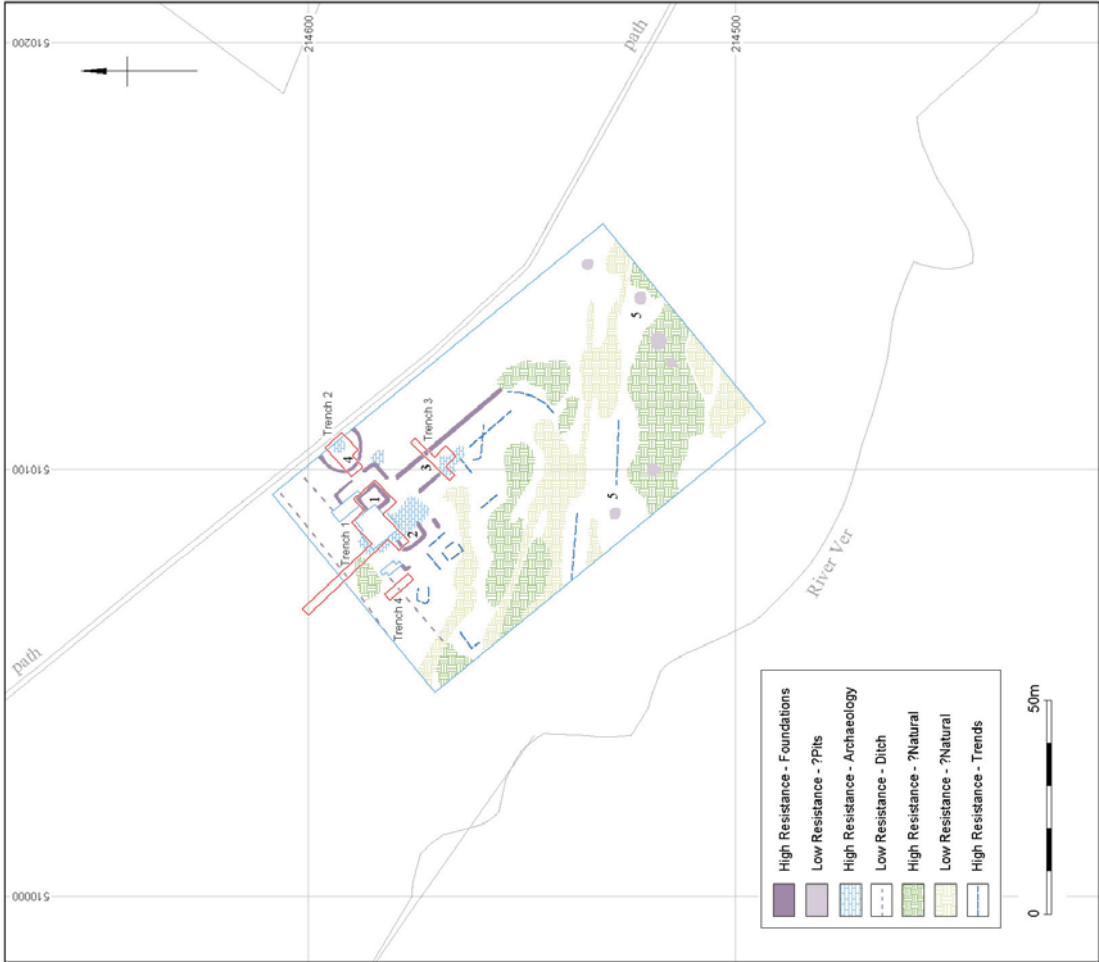 510200
214600
214500
path
path
Trench 2
4
Trench 3
3
510100
1
Trench 1
2
5
5
Trench 4
River Ver
path
510000
High Resistance - Foundations
Low Resistance - ?Pits
High Resistance - Archaeology
Low Resistance - Ditch
High Resistance - ?Natural
Low Resistance - ?Natural
High Resistance - Trends
0
50m